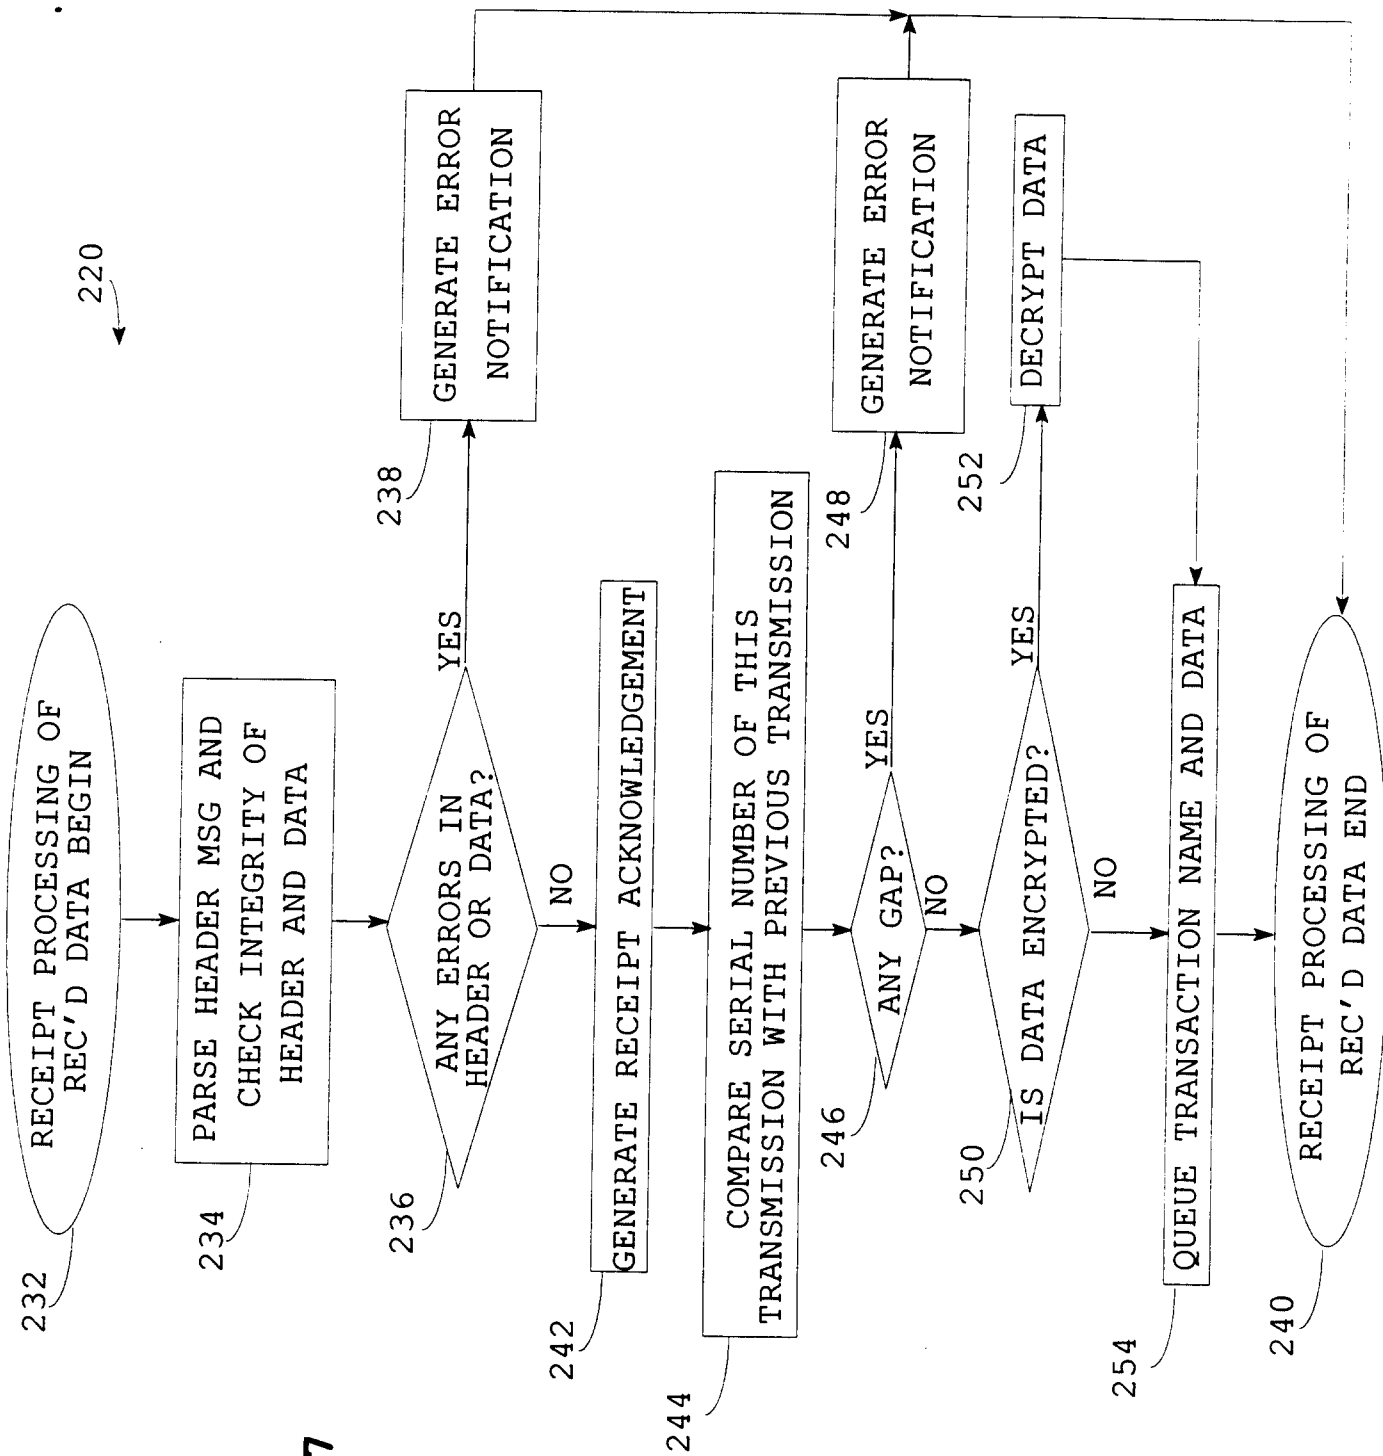 220
232
RECEIPT PROCESSING OF
REC'D DATA BEGIN
234
PARSE HEADER MSG AND
CHECK INTEGRITY OF
HEADER AND DATA
236
ANY ERRORS IN
HEADER OR DATA?
YES
NO
238
GENERATE ERROR
NOTIFICATION
242
GENERATE RECEIPT ACKNOWLEDGEMENT
244
COMPARE SERIAL NUMBER OF THIS
TRANSMISSION WITH PREVIOUS TRANSMISSION
246
ANY GAP?
YES
NO
248
GENERATE ERROR
NOTIFICATION
250
IS DATA ENCRYPTED?
YES
NO
252
DECRYPT DATA
254
QUEUE TRANSACTION NAME AND DATA
240
RECEIPT PROCESSING OF
REC'D DATA END
7